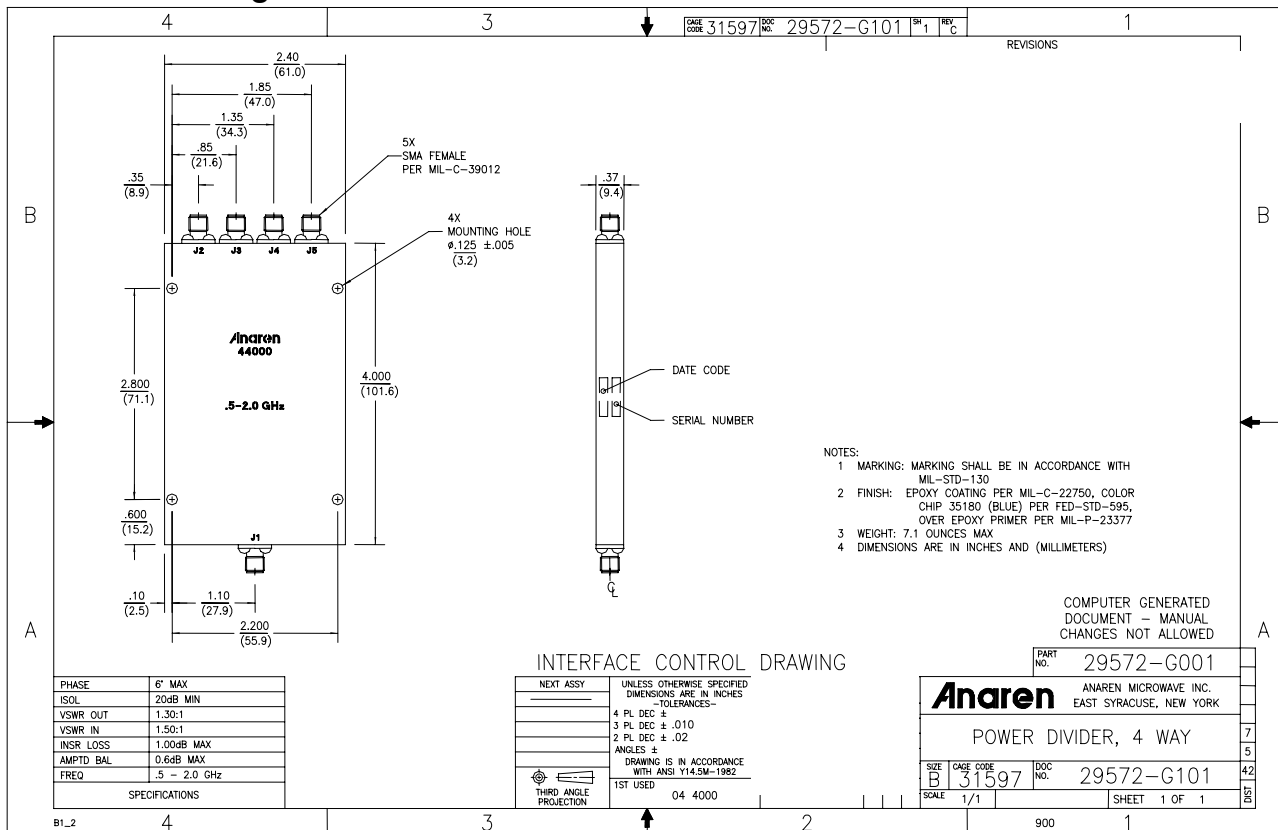 4
3
CAGE CODE 31597 DOC NO. 29572-G101 SH 1 REV C
1
REVISIONS
2.40
(61.0)
1.85
(47.0)
1.35
(34.3)
.85
(21.6)
.35
(8.9)
5X
SMA FEMALE
PER MIL-C-39012
.37
(9.4)
B
B
4X
MOUNTING HOLE
ø.125 ±.005
(3.2)
J2 J3 J4 J5
Anaren
44000
2.800
(71.1)
4.000
(101.6)
.5-2.0 GHz
DATE CODE
SERIAL NUMBER
NOTES:
1 MARKING: MARKING SHALL BE IN ACCORDANCE WITH
MIL-STD-130
2 FINISH: EPOXY COATING PER MIL-C-22750, COLOR
CHIP 35180 (BLUE) PER FED-STD-595,
OVER EPOXY PRIMER PER MIL-P-23377
3 WEIGHT: 7.1 OUNCES MAX
4 DIMENSIONS ARE IN INCHES AND (MILLIMETERS)
.600
(15.2)
J1
.10
(2.5)
1.10
(27.9)
2.200
(55.9)
A
A
COMPUTER GENERATED
DOCUMENT - MANUAL
CHANGES NOT ALLOWED
INTERFACE CONTROL DRAWING
PHASE 6° MAX
ISOL 20dB MIN
VSWR OUT 1.30:1
VSWR IN 1.50:1
INSR LOSS 1.00dB MAX
AMPTD BAL 0.6dB MAX
FREQ .5 - 2.0 GHz
SPECIFICATIONS
NEXT ASSY
UNLESS OTHERWISE SPECIFIED
DIMENSIONS ARE IN INCHES
-TOLERANCES-
4 PL DEC ±
3 PL DEC ± .010
2 PL DEC ± .02
ANGLES ±
DRAWING IS IN ACCORDANCE
WITH ANSI Y14.5M-1982
THIRD ANGLE
PROJECTION
1ST USED
04 4000
PART NO. 29572-G001
Anaren
ANAREN MICROWAVE INC.
EAST SYRACUSE, NEW YORK
POWER DIVIDER, 4 WAY
SIZE B CAGE CODE 31597 DOC NO. 29572-G101
SCALE 1/1 SHEET 1 OF 1
7
5
42
DIST
B1_2
4
3
2
900
1